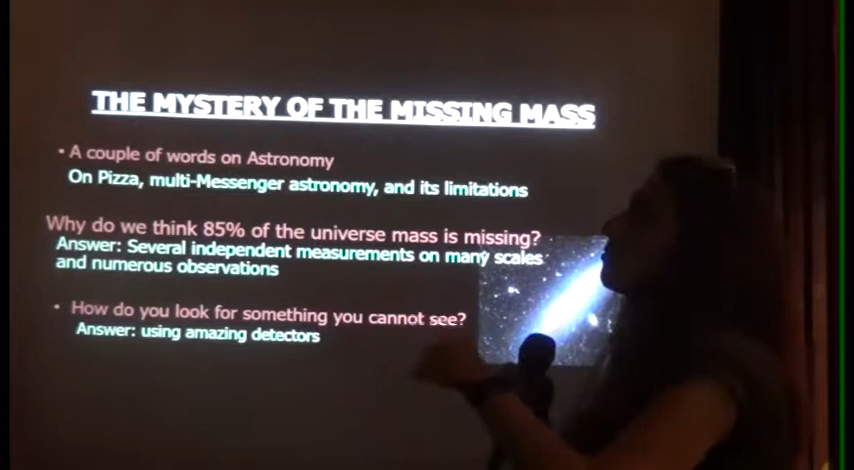 THE MYSTERY OF THE MISSING MASS
• A couple of words on Astronomy
On Pizza, multi-Messenger astronomy, and its limitations
Why do we think 85% of the universe mass is missing?
Answer: Several independent measurements on many scales
and numerous observations
• How do you look for something you cannot see?
Answer: using amazing detectors